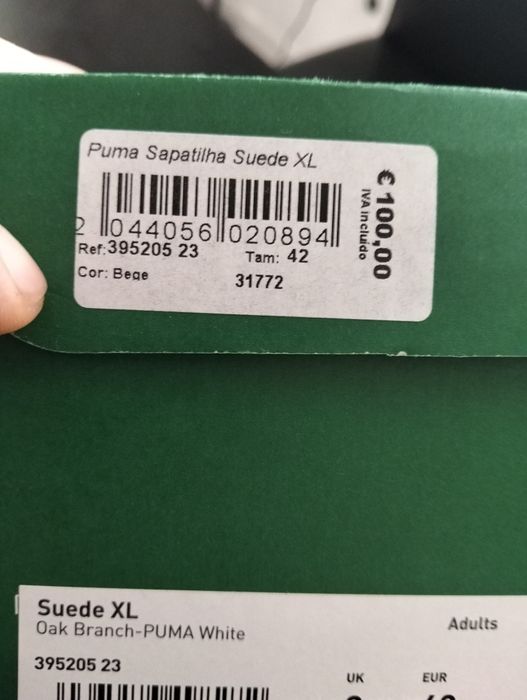 Puma Sapatilha Suede XL
2 044056 020894
Ref:395205 23
Tam: 42
Cor: Bege
31772
€ 100,00
IVA incluido
Suede XL
Oak Branch-PUMA White
Adults
395205 23
UK
EUR